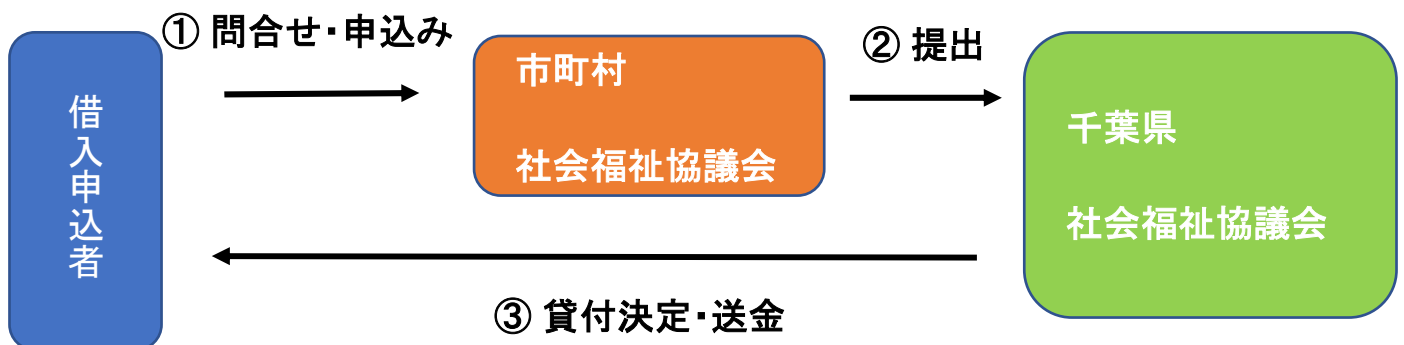 ① 問合せ・申込み
借入申込者
市町村
社会福祉協議会
② 提出
千葉県
社会福祉協議会
③ 貸付決定・送金